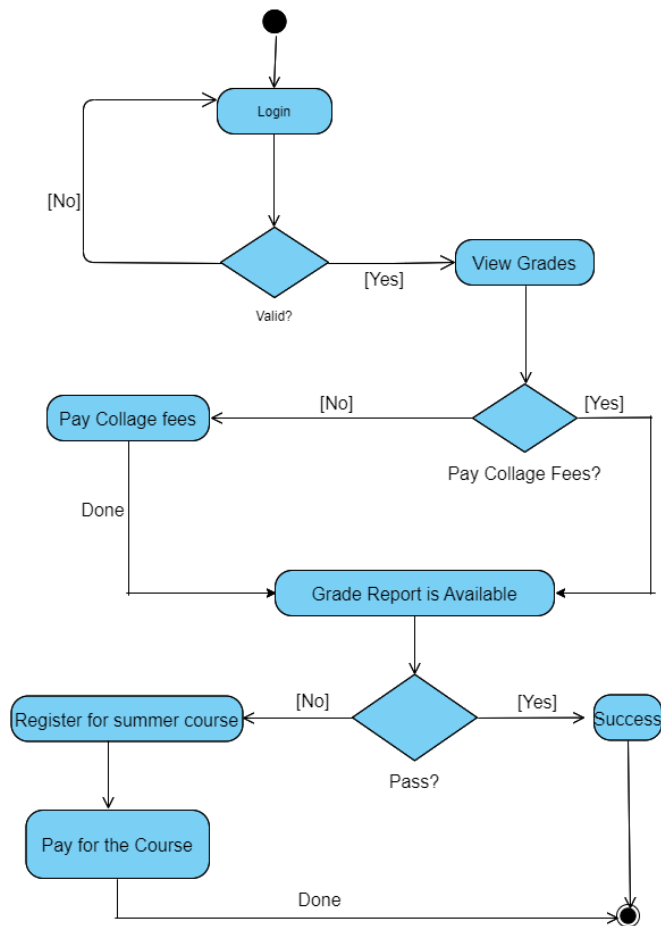 Login
[No]
[Yes]
View Grades
Valid?
[No]
[Yes]
Pay Collage fees
Pay Collage Fees?
Done
Grade Report is Available
[No]
[Yes]
Register for summer course
Success
Pass?
Pay for the Course
Done